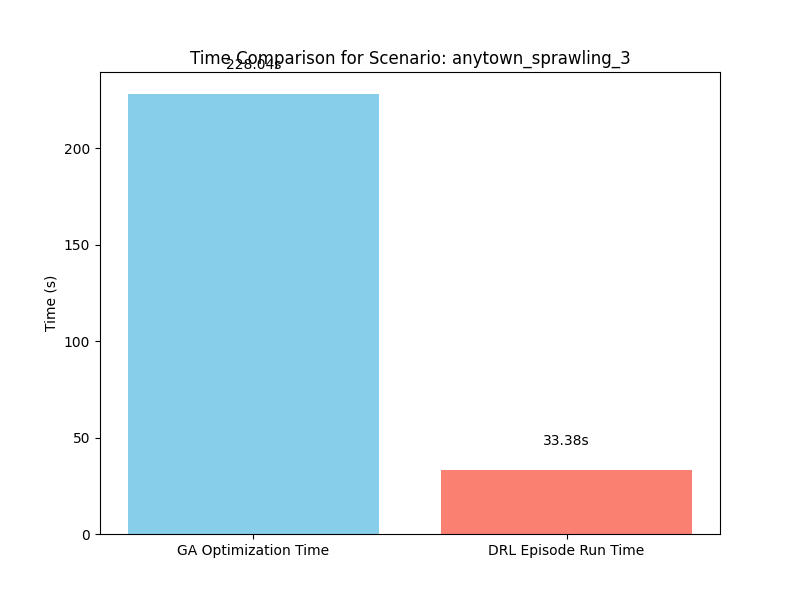 Time Comparison for Scenario: anytown_sprawling_3
228.04s
200
150
100
50
0
Time (s)
33.38s
GA Optimization Time
DRL Episode Run Time